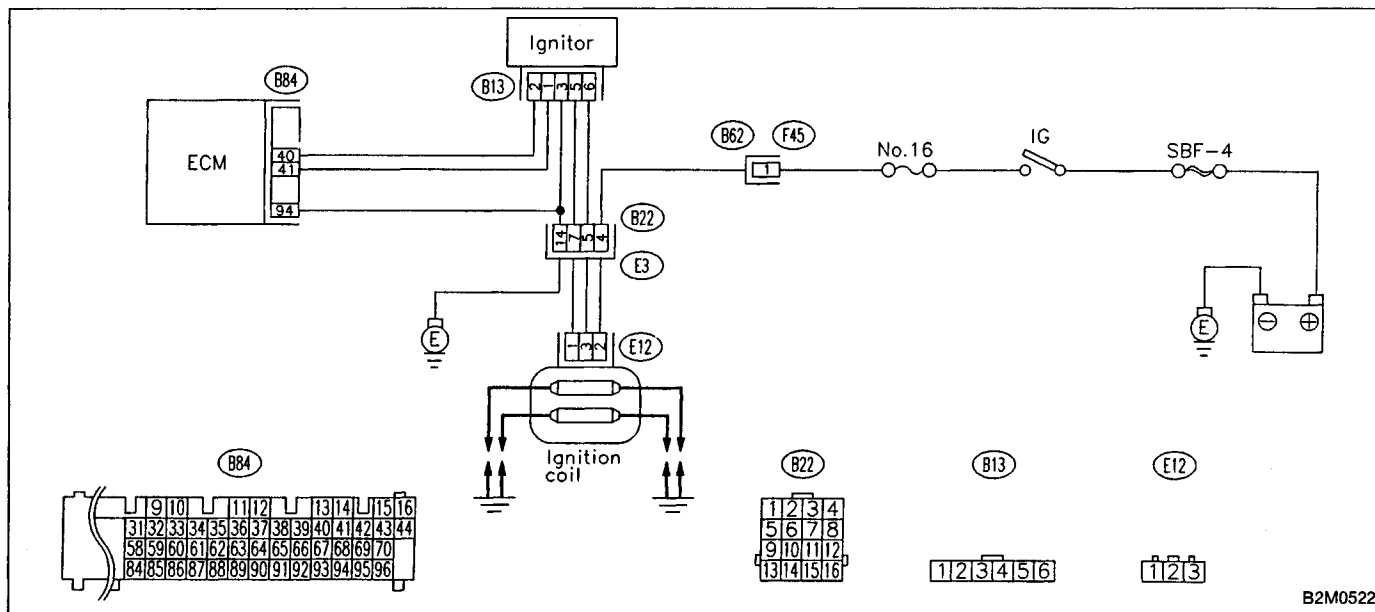 Ignitor
B84
B13
2 1 3 5 6
ECM
40
41
94
B62
F45
1
No.16
IG
SBF-4
B22
14 7 5 4
E3
E
E
⊖ ⊕
1 3 2
E12
Ignition
coil
B84
9 10 11 12 13 14 15 16
31 32 33 34 35 36 37 38 39 40 41 42 43 44
58 59 60 61 62 63 64 65 66 67 68 69 70
84 85 86 87 88 89 90 91 92 93 94 95 96
B22
1 2 3 4
5 6 7 8
9 10 11 12
13 14 15 16
B13
1 2 3 4 5 6
E12
1 2 3
B2M0522